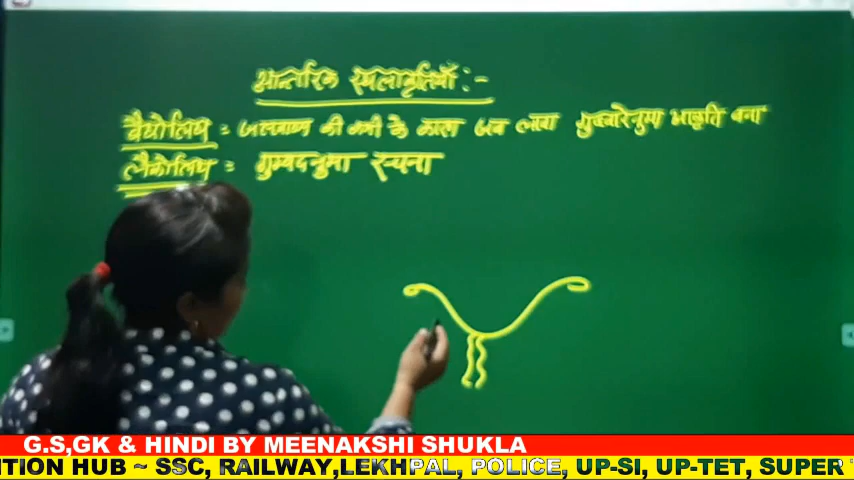 आन्तरिक स्थलाकृतियाँ :-
बैथोलिथ = जलवाष्प की कमी के कारण जब लावा गुब्बारेनुमा आकृति बना
लैकोलिथ = गुम्बदनुमा रचना
G.S,GK & HINDI BY MEENAKSHI SHUKLA
ITION HUB ~ SSC, RAILWAY,LEKHPAL, POLICE, UP-SI, UP-TET, SUPER